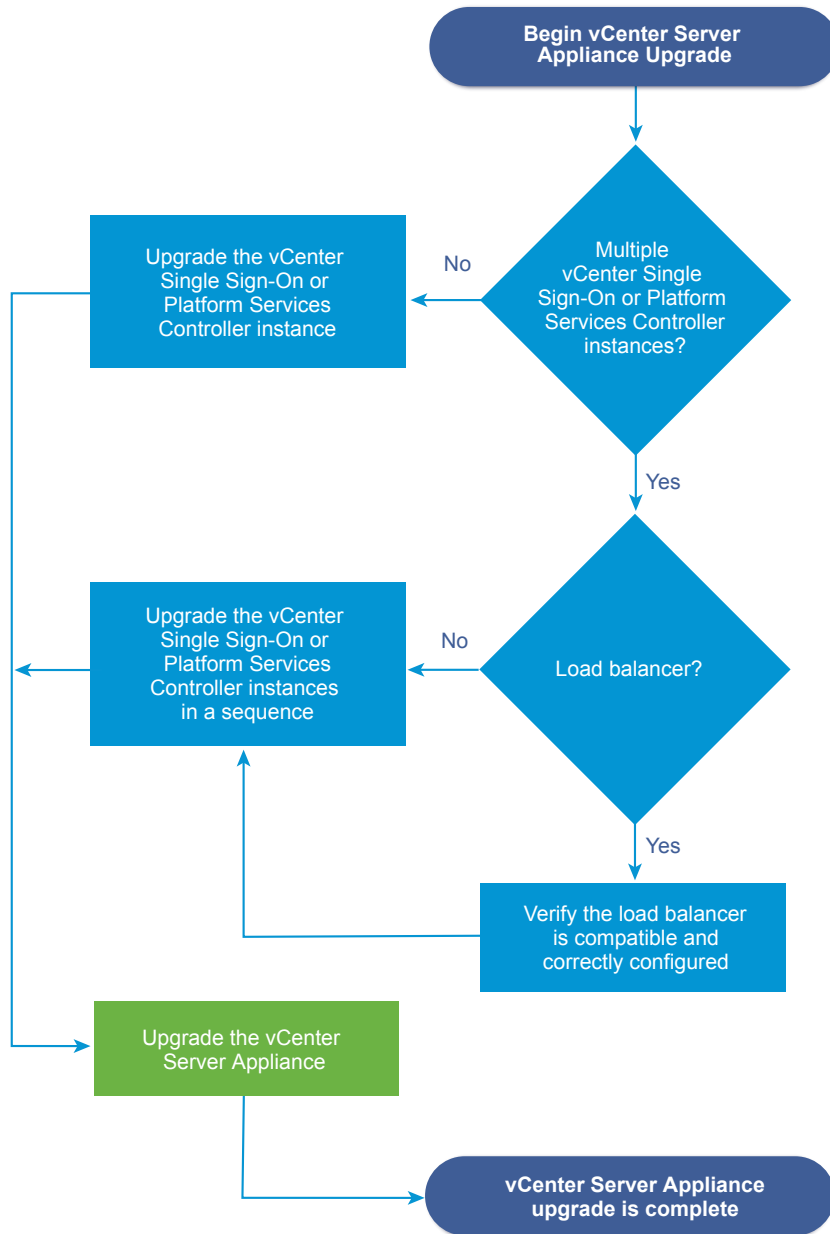 Begin vCenter Server
Appliance Upgrade
Multiple
vCenter Single
Sign-On or Platform
Services Controller
instances?
No
Upgrade the vCenter
Single Sign-On or
Platform Services
Controller instance
Yes
Load balancer?
No
Upgrade the vCenter
Single Sign-On or
Platform Services
Controller instances
in a sequence
Yes
Verify the load balancer
is compatible and
correctly configured
Upgrade the vCenter
Server Appliance
vCenter Server Appliance
upgrade is complete